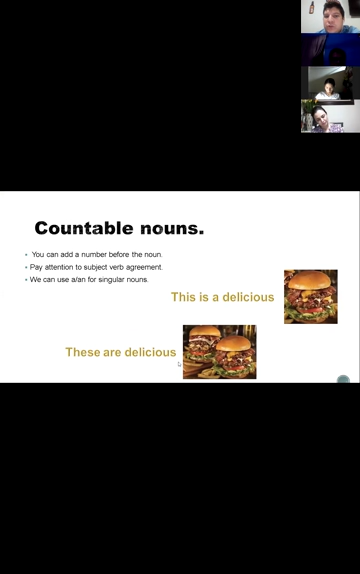 Countable nouns.
You can add a number before the noun.
Pay attention to subject verb agreement.
We can use a/an for singular nouns.
This is a delicious
These are delicious